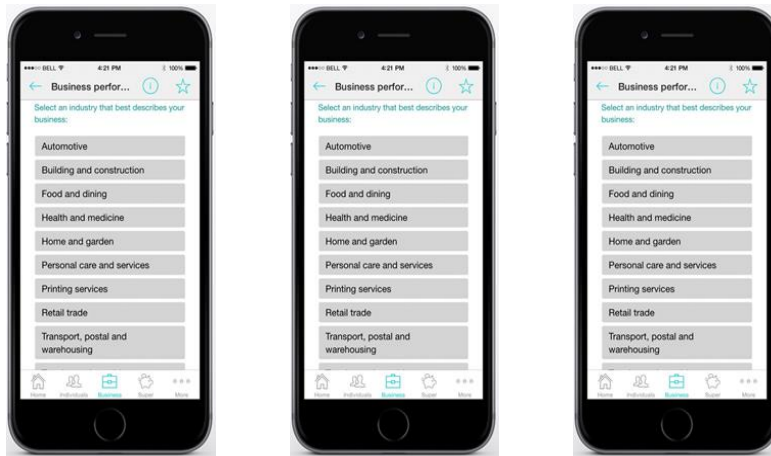 BELL 4:21 PM 100%
Business perfor...
Select an industry that best describes your
business:
Automotive
Building and construction
Food and dining
Health and medicine
Home and garden
Personal care and services
Printing services
Retail trade
Transport, postal and
warehousing
Home Individuals Business Super More
BELL 4:21 PM 100%
Business perfor...
Select an industry that best describes your
business:
Automotive
Building and construction
Food and dining
Health and medicine
Home and garden
Personal care and services
Printing services
Retail trade
Transport, postal and
warehousing
Home Individuals Business Super More
BELL 4:21 PM 100%
Business perfor...
Select an industry that best describes your
business:
Automotive
Building and construction
Food and dining
Health and medicine
Home and garden
Personal care and services
Printing services
Retail trade
Transport, postal and
warehousing
Home Individuals Business Super More